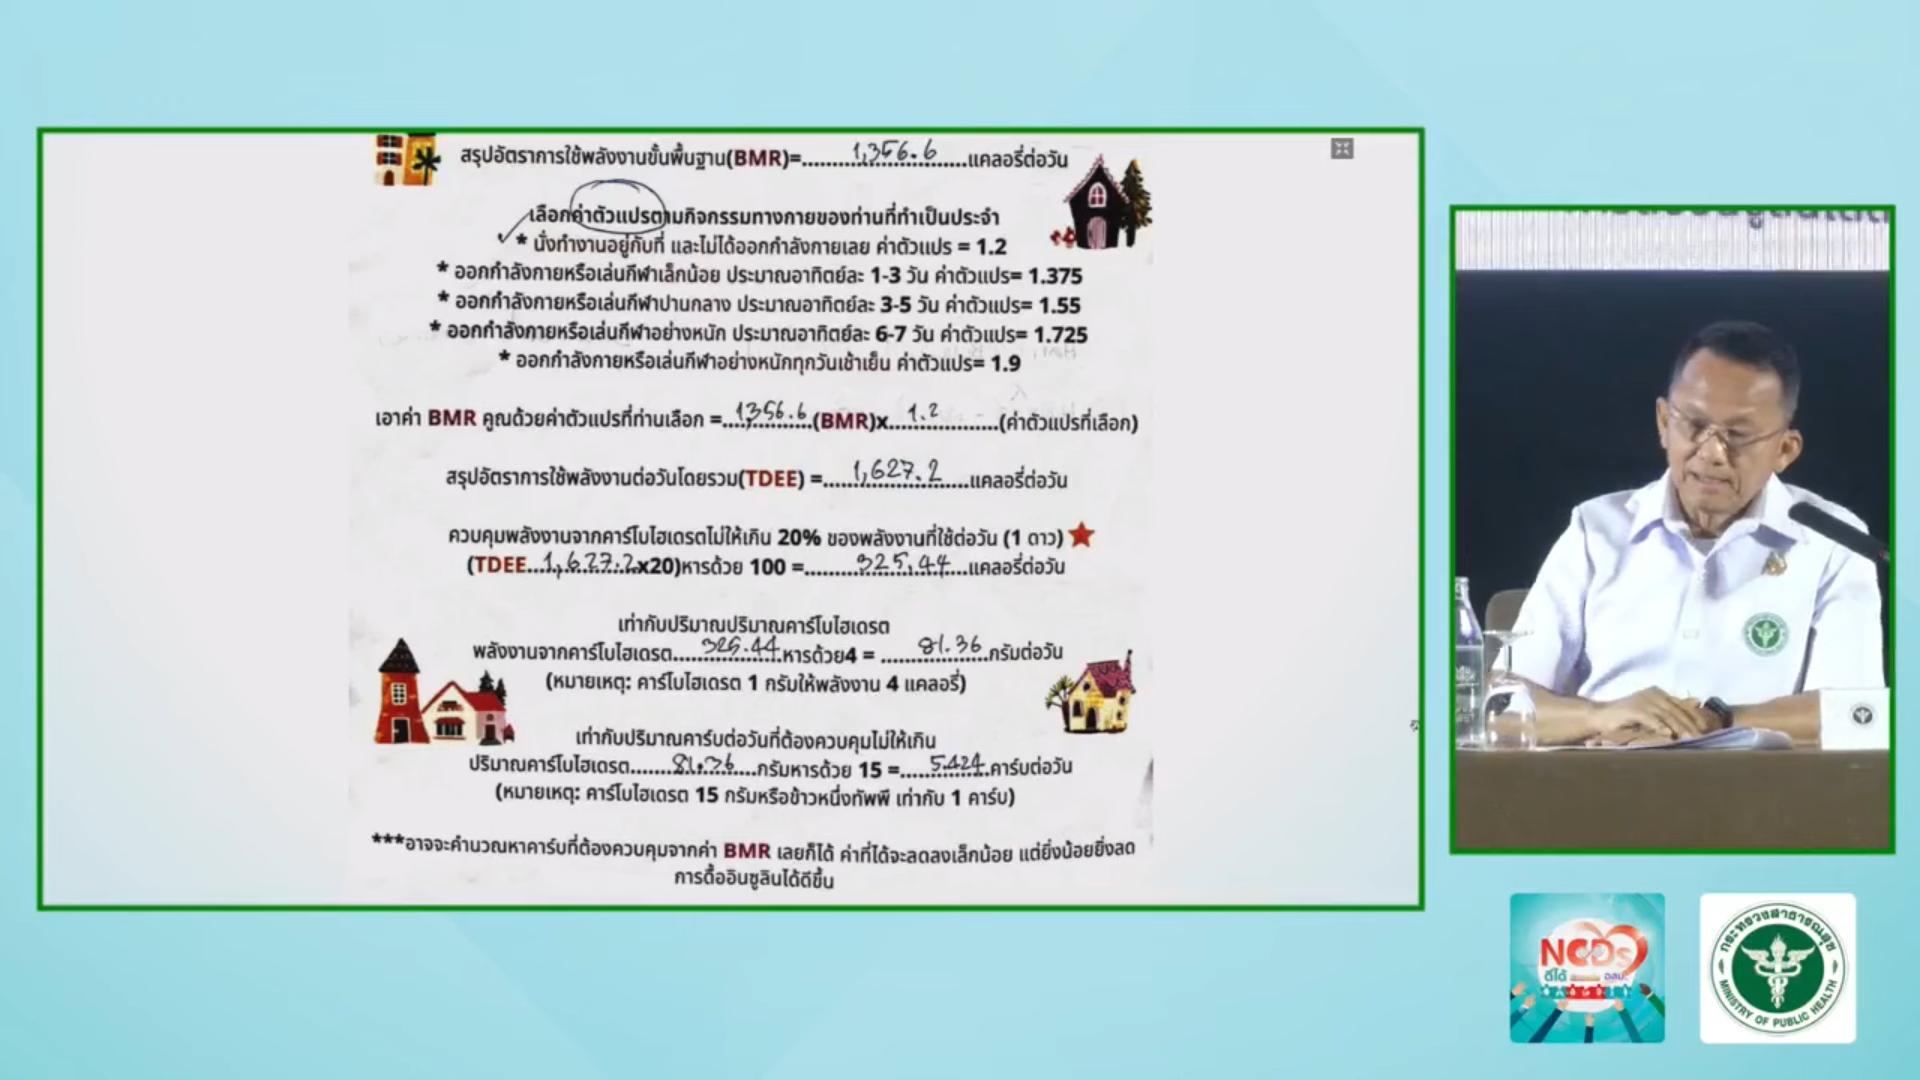 สรุปอัตราการใช้พลังงานขั้นพื้นฐาน(BMR)=.....1,356.6.....แคลอรี่ต่อวัน
เลือกค่าตัวแปรตามกิจกรรมทางกายของท่านที่ทำเป็นประจำ
* นั่งทำงานอยู่กับที่ และไม่ได้ออกกำลังกายเลย ค่าตัวแปร = 1.2
* ออกกำลังกายหรือเล่นกีฬาเล็กน้อย ประมาณอาทิตย์ละ 1-3 วัน ค่าตัวแปร= 1.375
* ออกกำลังกายหรือเล่นกีฬาปานกลาง ประมาณอาทิตย์ละ 3-5 วัน ค่าตัวแปร= 1.55
* ออกกำลังกายหรือเล่นกีฬาอย่างหนัก ประมาณอาทิตย์ละ 6-7 วัน ค่าตัวแปร= 1.725
* ออกกำลังกายหรือเล่นกีฬาอย่างหนักทุกวันเช้าเย็น ค่าตัวแปร= 1.9
เอาค่า BMR คูณด้วยค่าตัวแปรที่ท่านเลือก =...1356.6...(BMR)x...1.2...(ค่าตัวแปรที่เลือก)
สรุปอัตราการใช้พลังงานต่อวันโดยรวม(TDEE) =...1,627.2...แคลอรี่ต่อวัน
ควบคุมพลังงานจากคาร์โบไฮเดรตไม่ให้เกิน 20% ของพลังงานที่ใช้ต่อวัน (1 ดาว)
(TDEE...1,627.2...x20)หารด้วย 100 =...325.44...แคลอรี่ต่อวัน
เท่ากับปริมาณปริมาณคาร์โบไฮเดรต
พลังงานจากคาร์โบไฮเดรต...325.44...หารด้วย4 = ...81.36...กรัมต่อวัน
(หมายเหตุ: คาร์โบไฮเดรต 1 กรัมให้พลังงาน 4 แคลอรี่)
เท่ากับปริมาณคาร์บต่อวันที่ต้องควบคุมไม่ให้เกิน
ปริมาณคาร์โบไฮเดรต...81.36...กรัมหารด้วย 15 =...5.424...คาร์บต่อวัน
(หมายเหตุ: คาร์โบไฮเดรต 15 กรัมหรือข้าวหนึ่งทัพพี เท่ากับ 1 คาร์บ)
***อาจจะคำนวณหาคาร์บที่ต้องควบคุมจากค่า BMR เลยก็ได้ ค่าที่ได้จะลดลงเล็กน้อย แต่ยิ่งน้อยยิ่งลด
การดื้ออินซูลินได้ดีขึ้น
NCDs
ดีได้
อสม.
กระทรวงสาธารณสุข
MINISTRY OF PUBLIC HEALTH